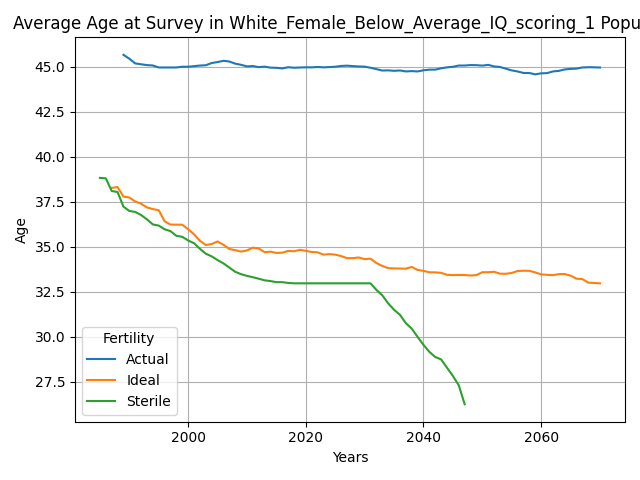 Average Age at Survey in White_Female_Below_Average_IQ_scoring_1 Popu
45.0
42.5
40.0
37.5
35.0
32.5
30.0
27.5
Age
Fertility
Actual
Ideal
Sterile
2000 2020 2040 2060
Years